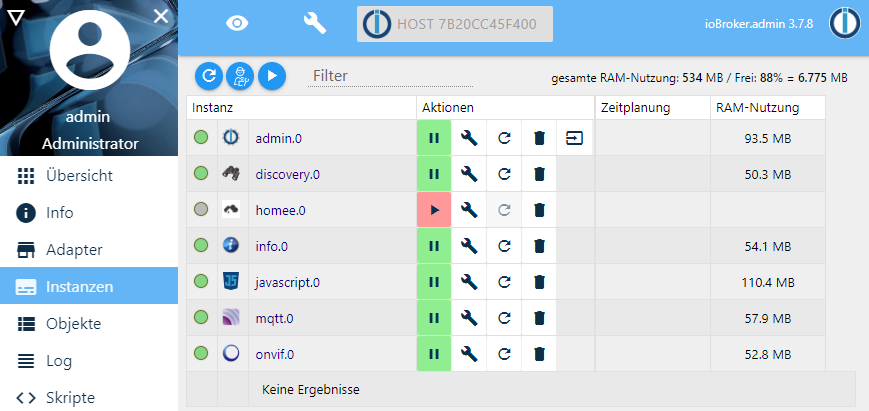 HOST 7B20CC45F400
ioBroker.admin 3.7.8
admin
Administrator
Übersicht
Info
Adapter
Instanzen
Objekte
Log
Skripte
Filter
gesamte RAM-Nutzung: 534 MB / Frei: 88% = 6.775 MB
Instanz Aktionen Zeitplanung RAM-Nutzung
admin.0 93.5 MB
discovery.0 50.3 MB
homee.0
info.0 54.1 MB
javascript.0 110.4 MB
mqtt.0 57.9 MB
onvif.0 52.8 MB
Keine Ergebnisse